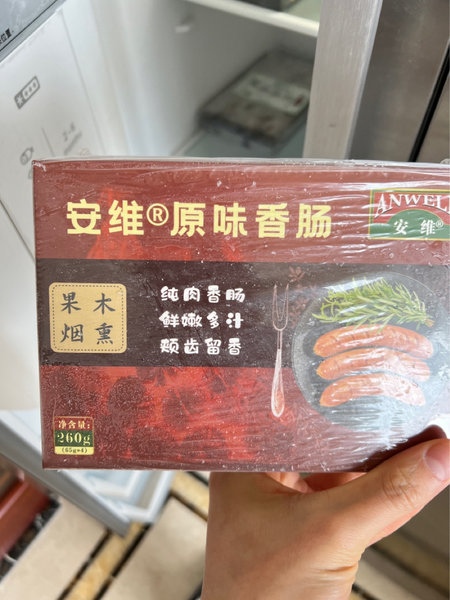 安维®原味香肠
ANWELL
安维®
果木
烟熏
纯肉香肠
鲜嫩多汁
颊齿留香
净含量:
260g
(65g*4)